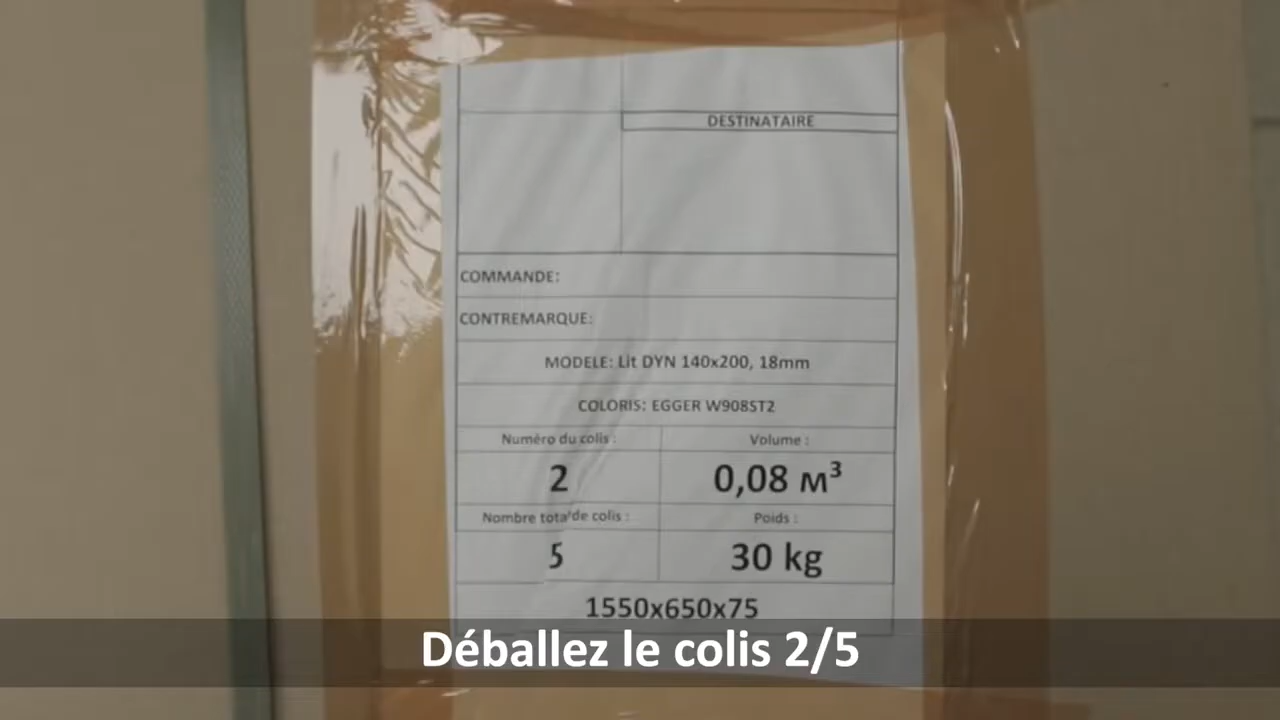 DESTINATAIRE
COMMANDE:
CONTREMARQUE:
MODELE: Lit DYN 140x200, 18mm
COLORIS: EGGER W908ST2
Numéro du colis :
Volume :
2
0,08 м³
Nombre total de colis :
Poids :
5
30 kg
1550x650x75
Déballez le colis 2/5